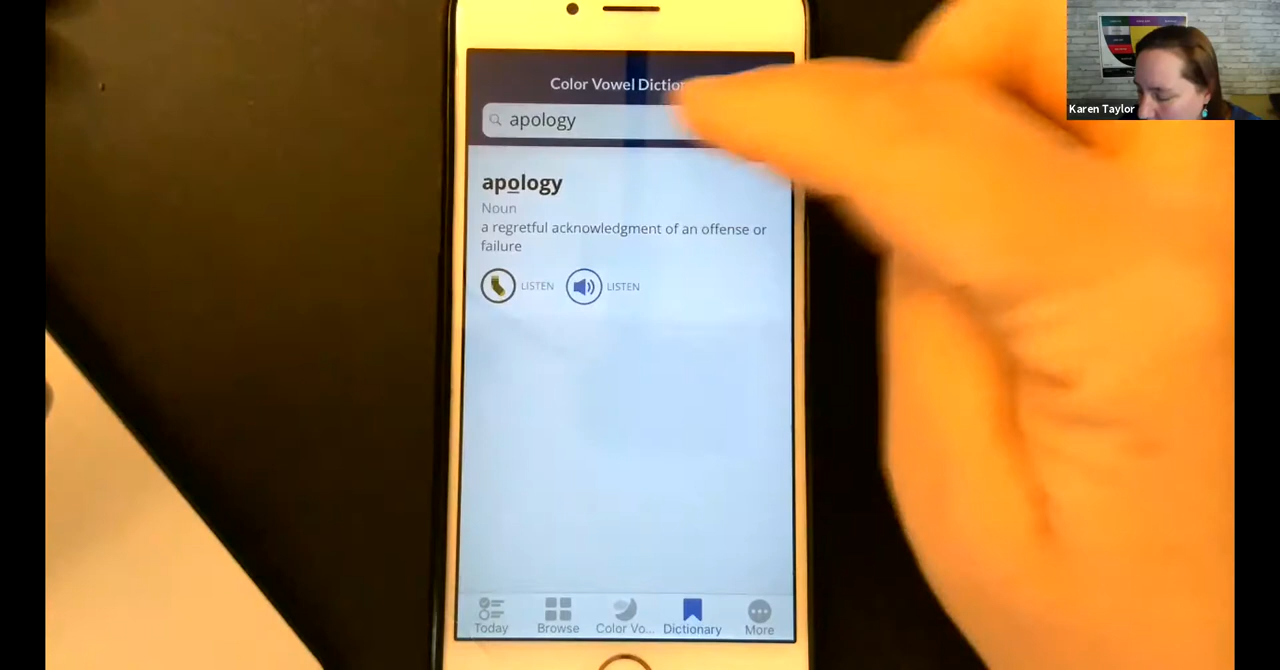 Karen Taylor
Color Vowel Dictio
apology
apology
Noun
a regretful acknowledgment of an offense or
failure
LISTEN LISTEN
Today Browse Color Vo... Dictionary More